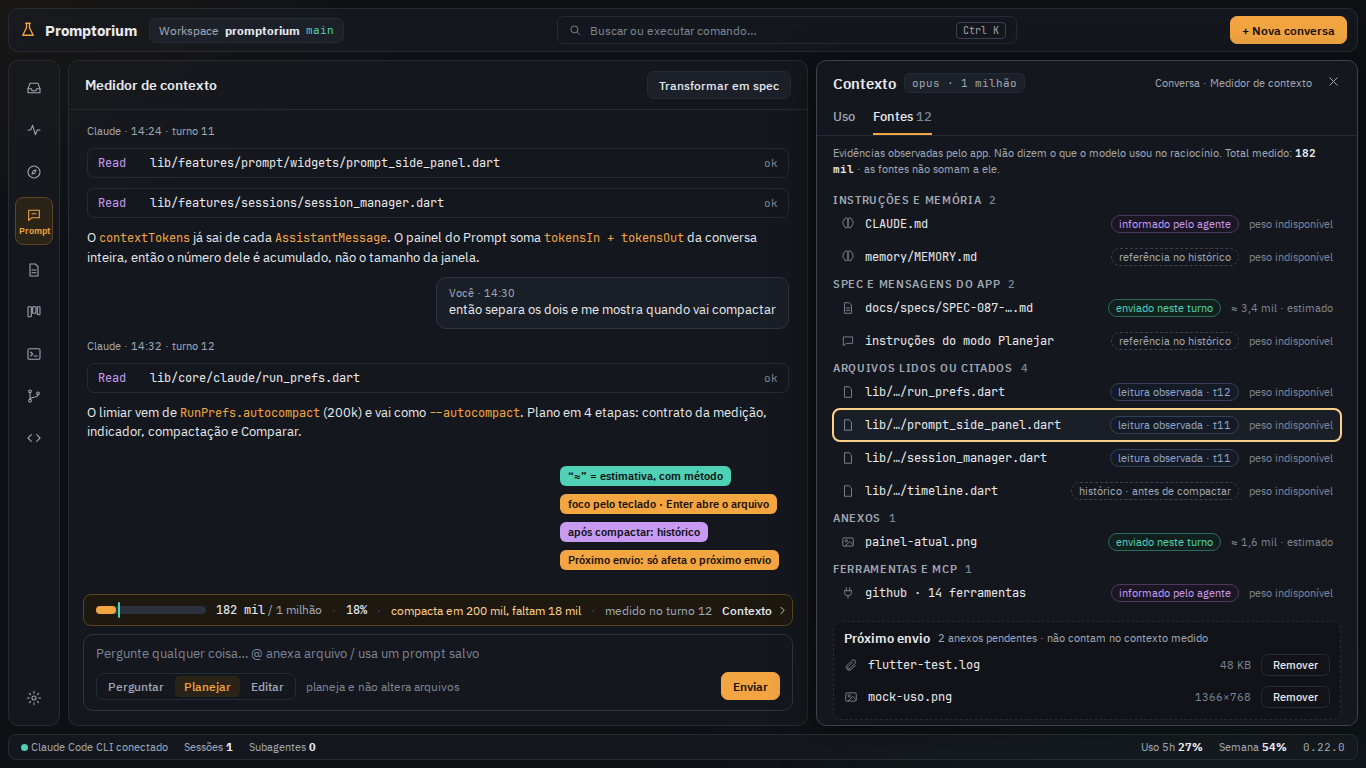 Promptorium
Workspace promptorium main
Buscar ou executar comando...
Ctrl K
+ Nova conversa
Prompt
Medidor de contexto
Transformar em spec
Claude · 14:24 · turno 11
Read lib/features/prompt/widgets/prompt_side_panel.dart ok
Read lib/features/sessions/session_manager.dart ok
O contextTokens já sai de cada AssistantMessage. O painel do Prompt soma tokensIn + tokensOut da conversa
inteira, então o número dele é acumulado, não o tamanho da janela.
Você · 14:30
então separa os dois e me mostra quando vai compactar
Claude · 14:32 · turno 12
Read lib/core/claude/run_prefs.dart ok
O limiar vem de RunPrefs.autocompact (200k) e vai como --autocompact. Plano em 4 etapas: contrato da medição,
indicador, compactação e Comparar.
“≈” = estimativa, com método
foco pelo teclado · Enter abre o arquivo
após compactar: histórico
Próximo envio: só afeta o próximo envio
182 mil / 1 milhão · 18% · compacta em 200 mil, faltam 18 mil · medido no turno 12 Contexto >
Pergunte qualquer coisa... @ anexa arquivo / usa um prompt salvo
Perguntar Planejar Editar planeja e não altera arquivos
Enviar
Contexto opus · 1 milhão
Conversa · Medidor de contexto
Uso Fontes 12
Evidências observadas pelo app. Não dizem o que o modelo usou no raciocínio. Total medido: 182
mil · as fontes não somam a ele.
INSTRUÇÕES E MEMÓRIA 2
CLAUDE.md informado pelo agente peso indisponível
memory/MEMORY.md referência no histórico peso indisponível
SPEC E MENSAGENS DO APP 2
docs/specs/SPEC-087-….md enviado neste turno ≈ 3,4 mil · estimado
instruções do modo Planejar referência no histórico peso indisponível
ARQUIVOS LIDOS OU CITADOS 4
lib/…/run_prefs.dart leitura observada · t12 peso indisponível
lib/…/prompt_side_panel.dart leitura observada · t11 peso indisponível
lib/…/session_manager.dart leitura observada · t11 peso indisponível
lib/…/timeline.dart histórico · antes de compactar peso indisponível
ANEXOS 1
painel-atual.png enviado neste turno ≈ 1,6 mil · estimado
FERRAMENTAS E MCP 1
github · 14 ferramentas informado pelo agente peso indisponível
Próximo envio 2 anexos pendentes · não contam no contexto medido
flutter-test.log 48 KB Remover
mock-uso.png 1366×768 Remover
Claude Code CLI conectado Sessões 1 Subagentes 0
Uso 5h 27% Semana 54% 0.22.0